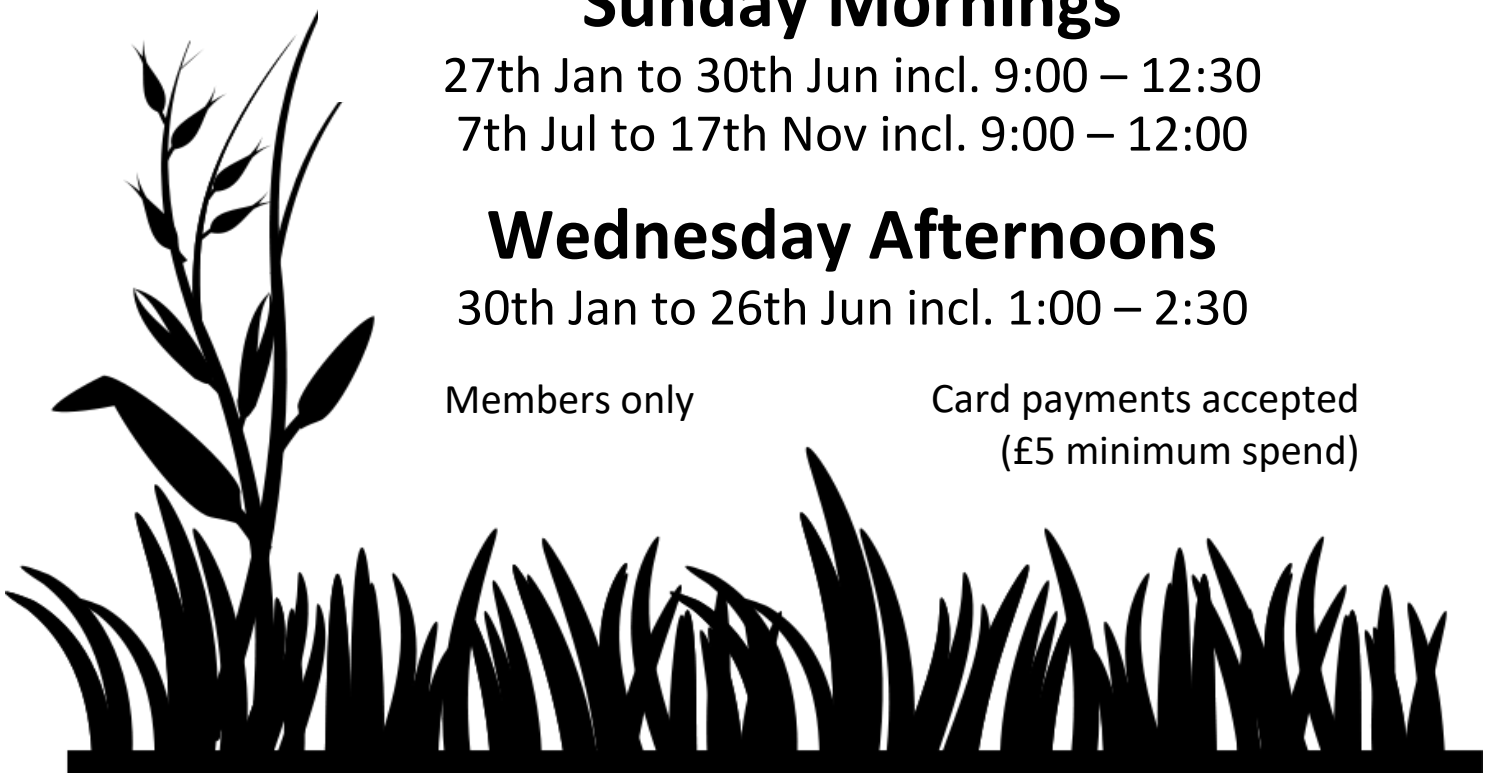 Sunday Mornings
27th Jan to 30th Jun incl. 9:00 – 12:30
7th Jul to 17th Nov incl. 9:00 – 12:00
Wednesday Afternoons
30th Jan to 26th Jun incl. 1:00 – 2:30
Members only
Card payments accepted
(£5 minimum spend)